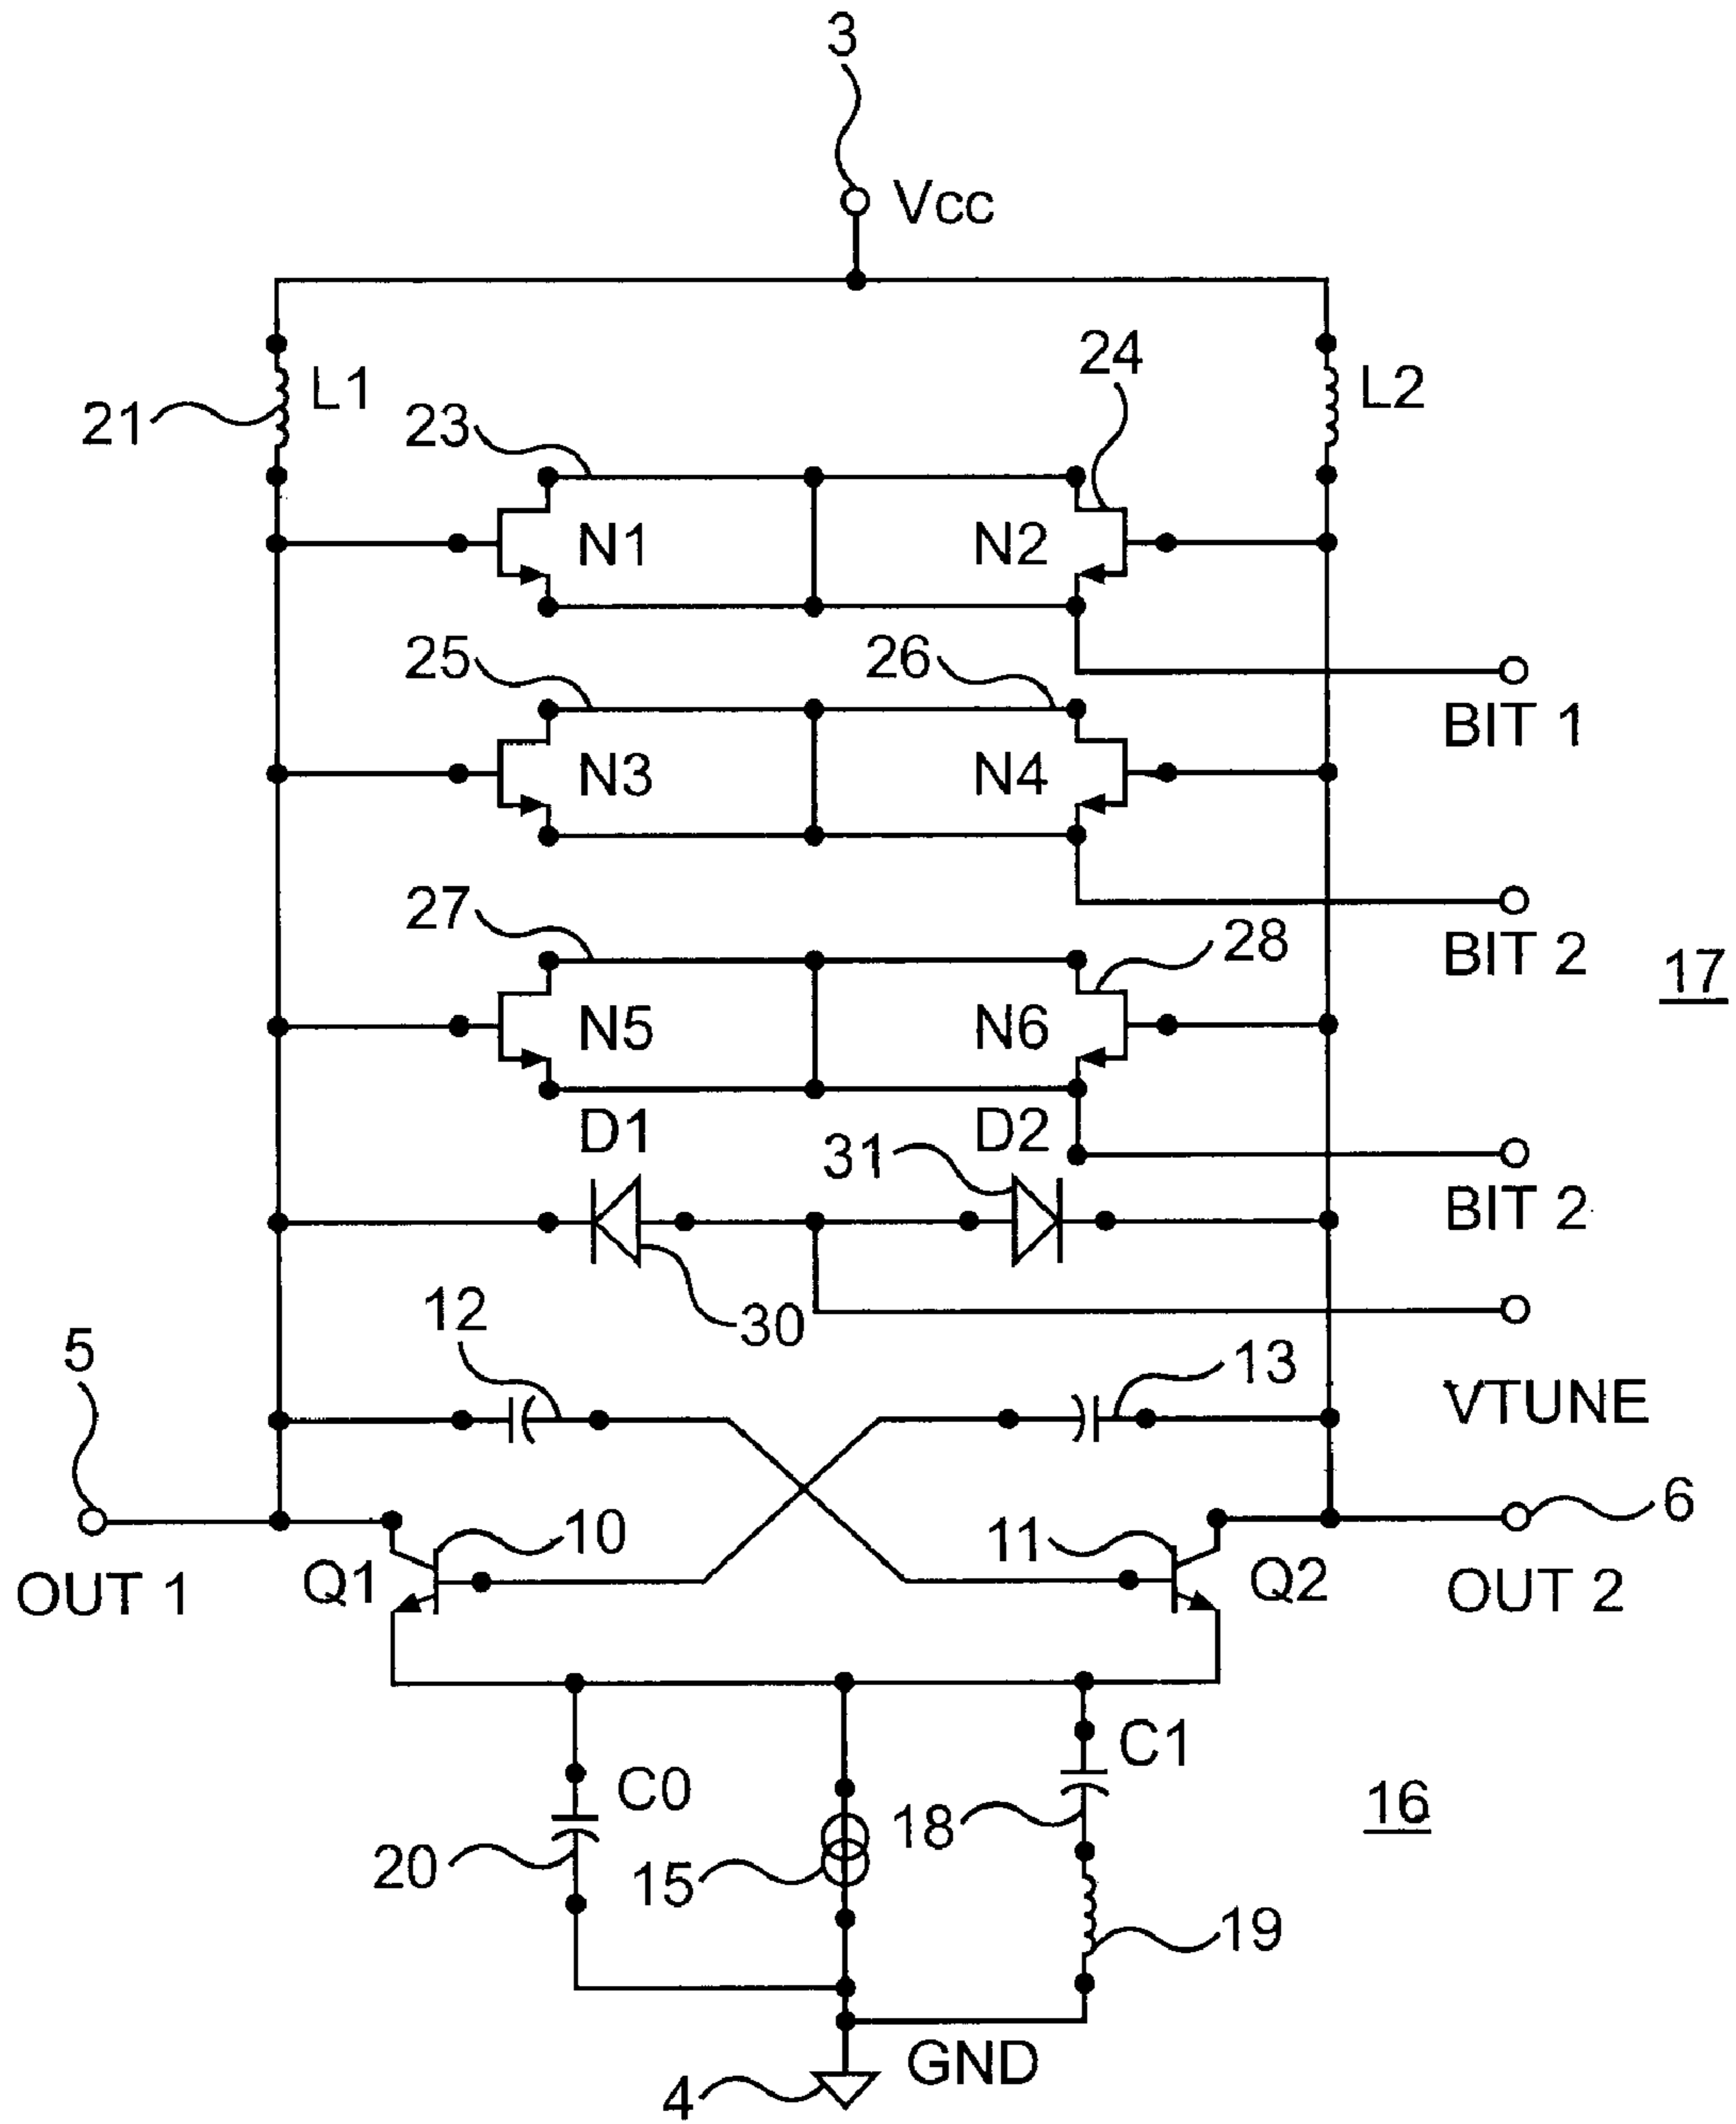 3
Vcc
24
L1
L2
21
23
N1
N2
25
26
BIT 1
N3
N4
27
28
BIT 2
17
N5
N6
D1
D2
31
BIT 2
12
30
5
13
VTUNE
10
11
6
Q1
Q2
OUT 1
OUT 2
C1
C0
16
18
20
15
19
GND
4